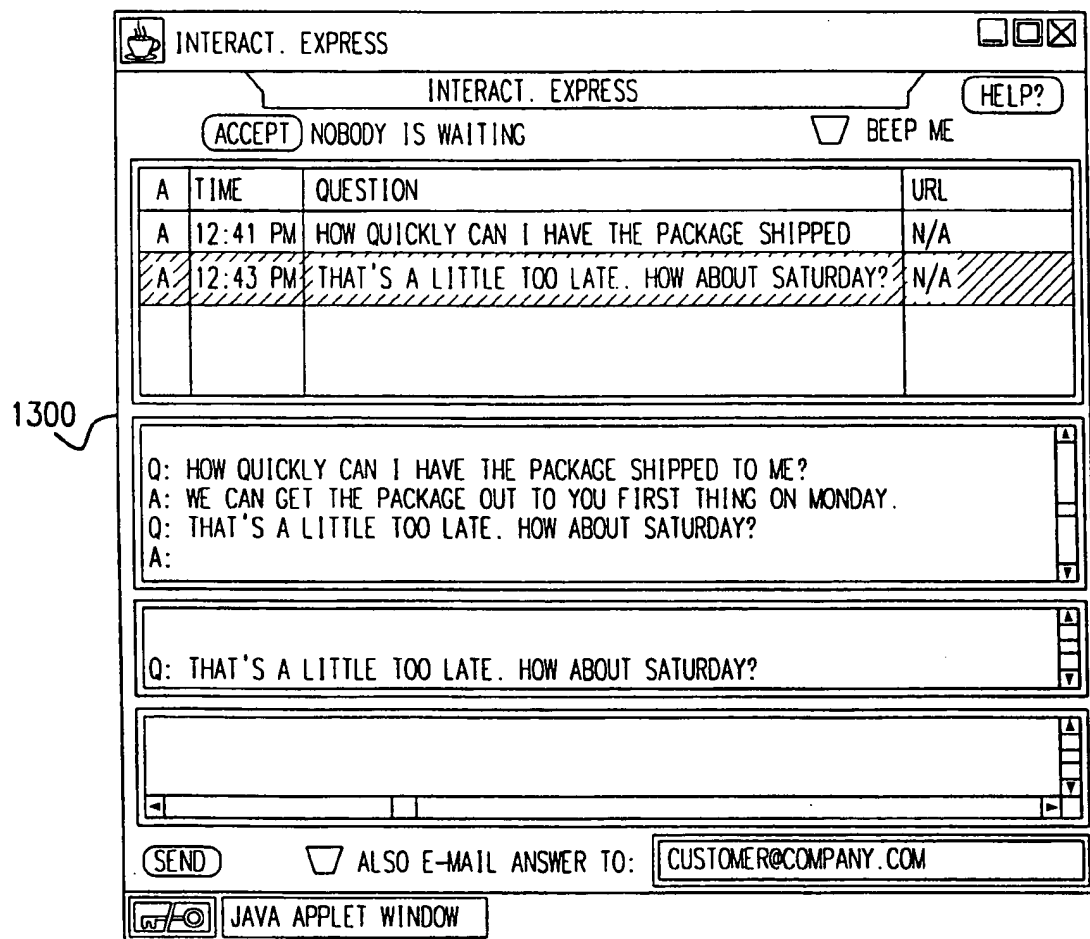 INTERACT. EXPRESS
INTERACT. EXPRESS
HELP?
ACCEPT NOBODY IS WAITING
BEEP ME
A TIME QUESTION URL
A 12:41 PM HOW QUICKLY CAN I HAVE THE PACKAGE SHIPPED N/A
A 12:43 PM THAT'S A LITTLE TOO LATE. HOW ABOUT SATURDAY? N/A
1300
Q: HOW QUICKLY CAN I HAVE THE PACKAGE SHIPPED TO ME?
A: WE CAN GET THE PACKAGE OUT TO YOU FIRST THING ON MONDAY.
Q: THAT'S A LITTLE TOO LATE. HOW ABOUT SATURDAY?
A:
Q: THAT'S A LITTLE TOO LATE. HOW ABOUT SATURDAY?
SEND ALSO E-MAIL ANSWER TO: CUSTOMER@COMPANY.COM
JAVA APPLET WINDOW